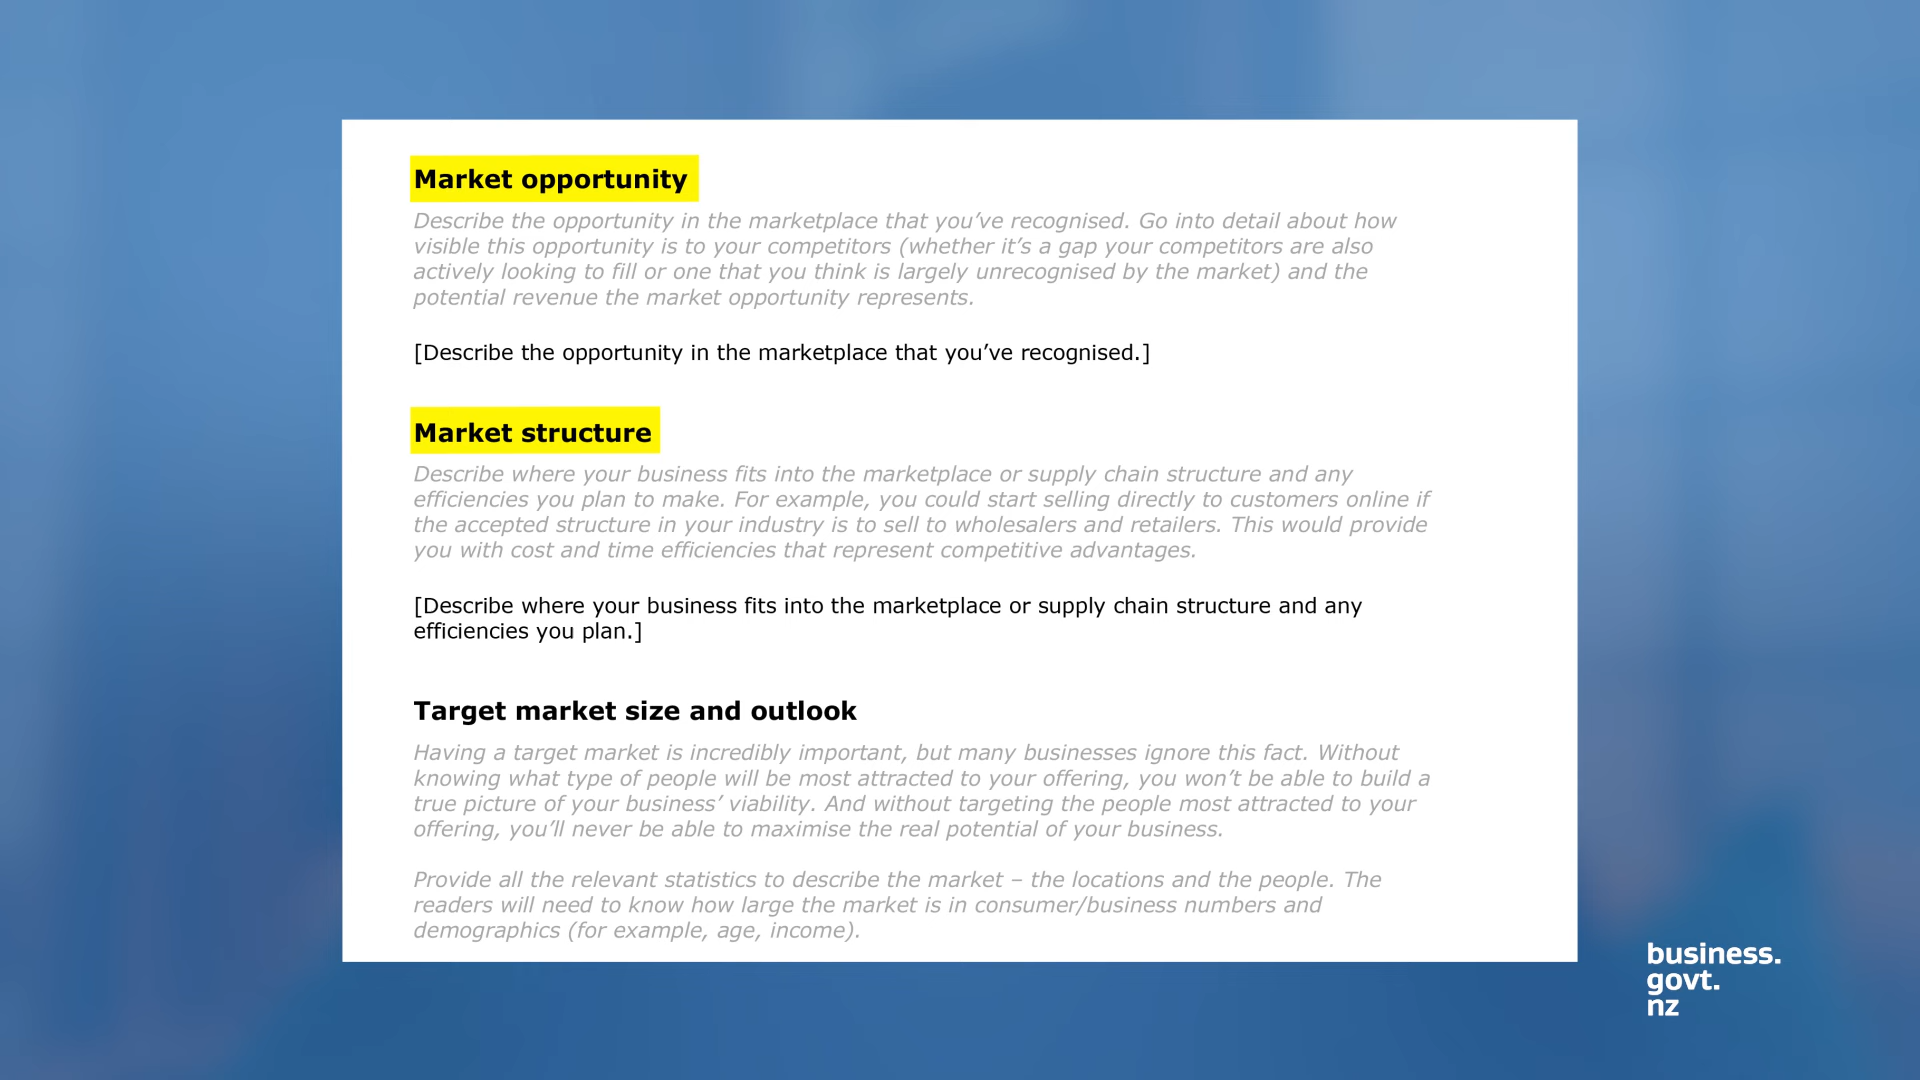 Market opportunity
Describe the opportunity in the marketplace that you’ve recognised. Go into detail about how
visible this opportunity is to your competitors (whether it’s a gap your competitors are also
actively looking to fill or one that you think is largely unrecognised by the market) and the
potential revenue the market opportunity represents.
[Describe the opportunity in the marketplace that you’ve recognised.]
Market structure
Describe where your business fits into the marketplace or supply chain structure and any
efficiencies you plan to make. For example, you could start selling directly to customers online if
the accepted structure in your industry is to sell to wholesalers and retailers. This would provide
you with cost and time efficiencies that represent competitive advantages.
[Describe where your business fits into the marketplace or supply chain structure and any
efficiencies you plan.]
Target market size and outlook
Having a target market is incredibly important, but many businesses ignore this fact. Without
knowing what type of people will be most attracted to your offering, you won’t be able to build a
true picture of your business’ viability. And without targeting the people most attracted to your
offering, you’ll never be able to maximise the real potential of your business.
Provide all the relevant statistics to describe the market – the locations and the people. The
readers will need to know how large the market is in consumer/business numbers and
demographics (for example, age, income).
business.
govt.
nz